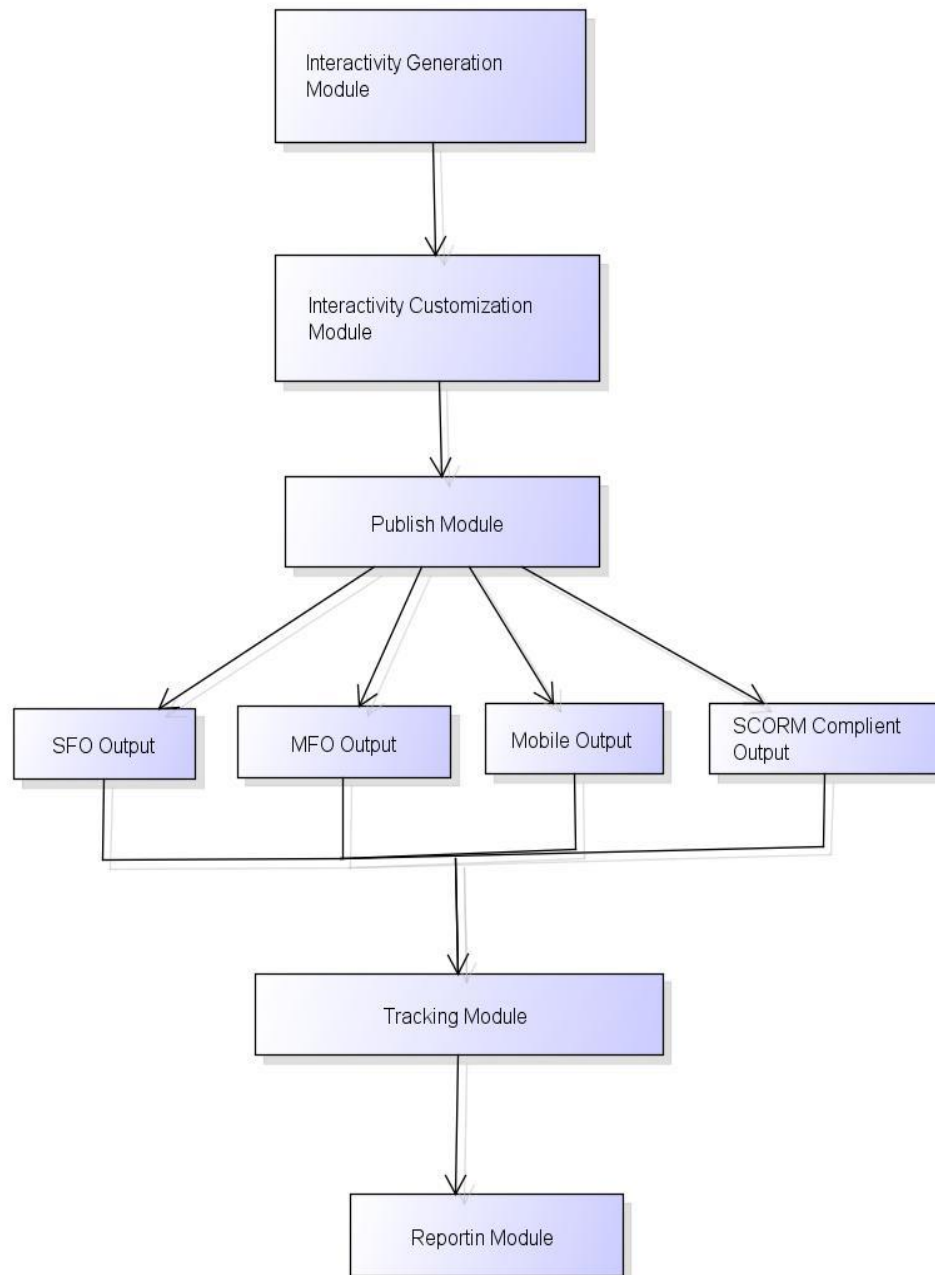 Interactivity Generation
Module
Interactivity Customization
Module
Publish Module
SFO Output
MFO Output
Mobile Output
SCORM Complient
Output
Tracking Module
Reportin Module